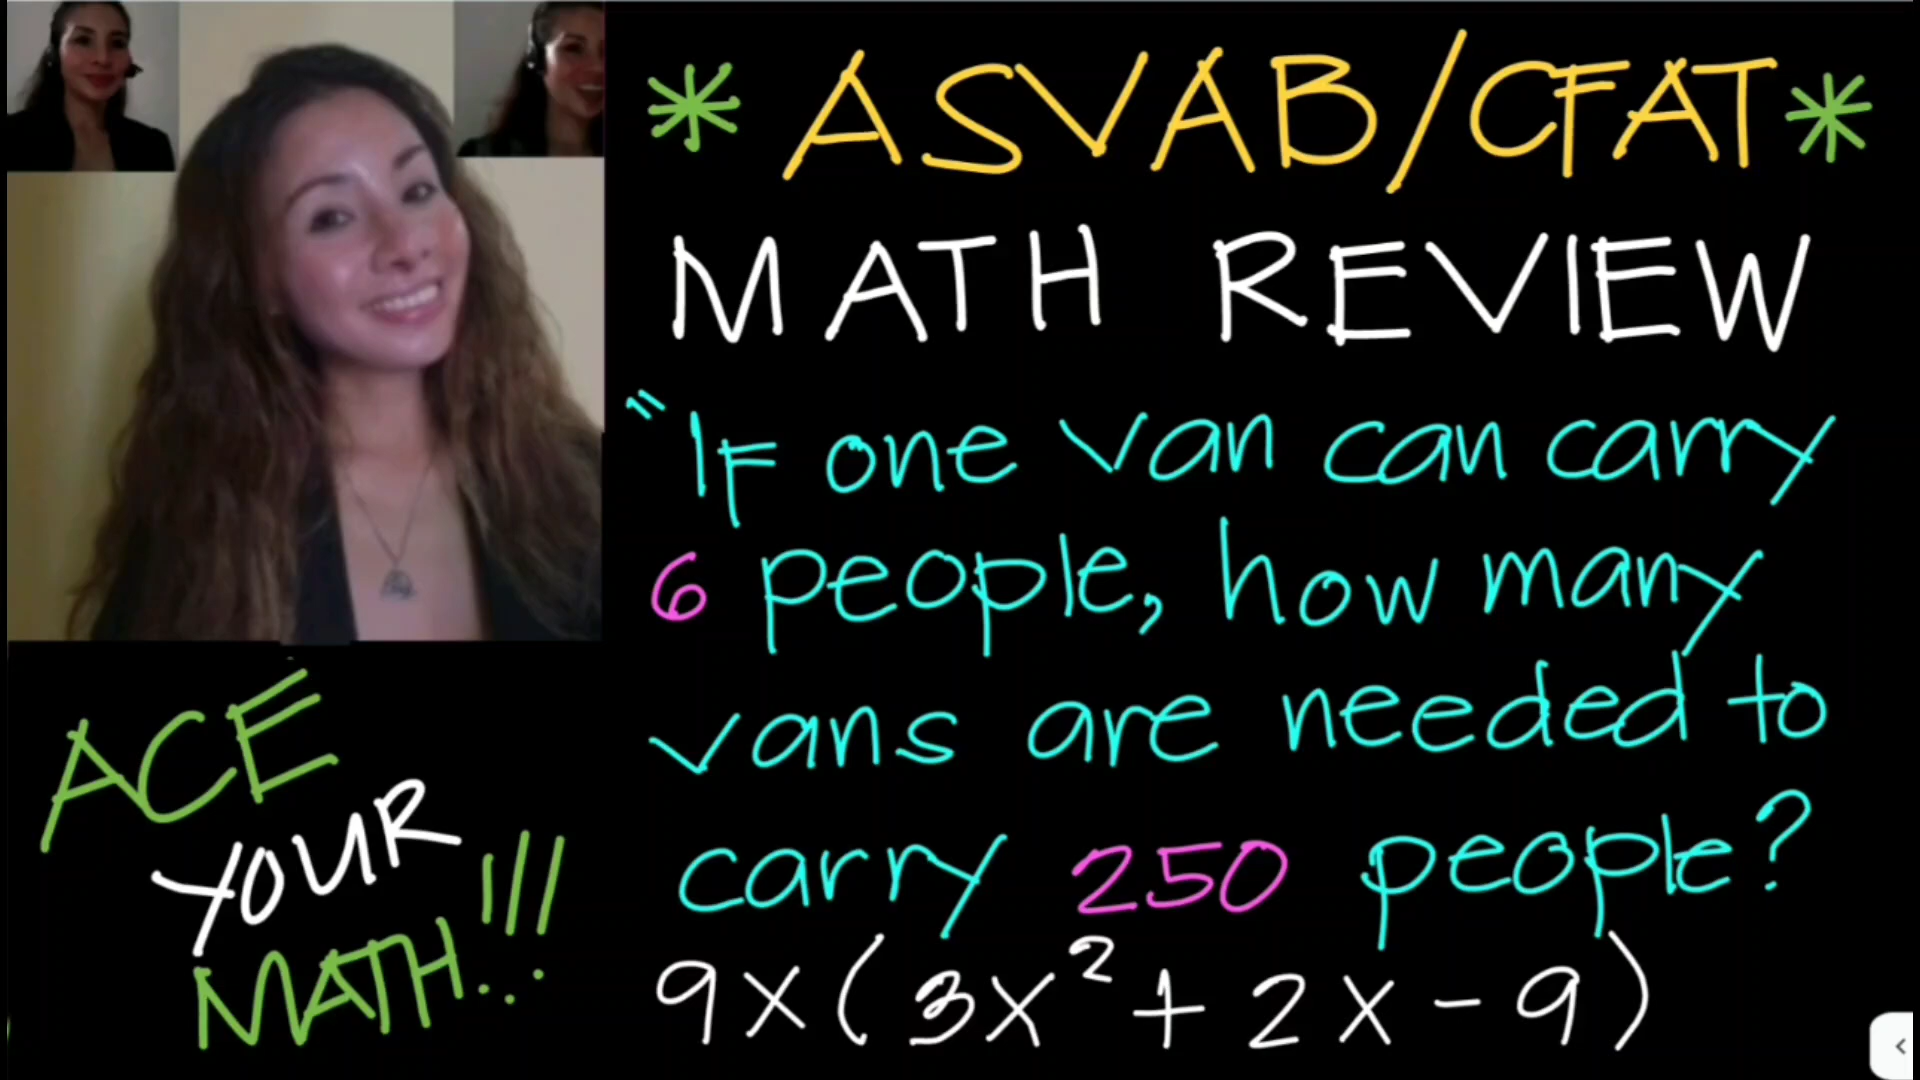 * ASVAB/CFAT *
MATH REVIEW
"If one van can carry
6 people, how many
vans are needed to
carry 250 people?
9x(3x²+2x-9)
ACE
YOUR
MATH!!!